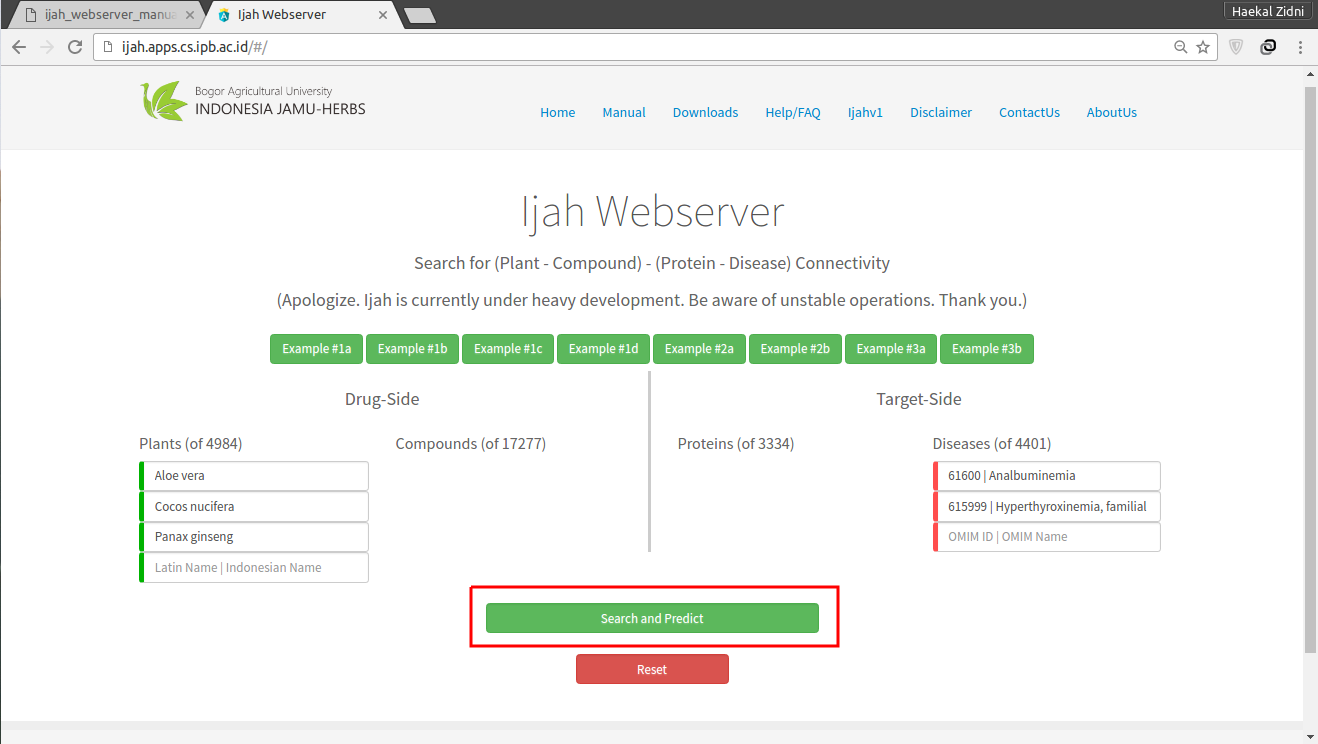 ijah_webserver_manua
Ijah Webserver
Haekal Zidni
ijah.apps.cs.ipb.ac.id/#/
Bogor Agricultural University
INDONESIA JAMU-HERBS
Home Manual Downloads Help/FAQ Ijahv1 Disclaimer ContactUs AboutUs
Ijah Webserver
Search for (Plant - Compound) - (Protein - Disease) Connectivity
(Apologize. Ijah is currently under heavy development. Be aware of unstable operations. Thank you.)
Example #1a Example #1b Example #1c Example #1d Example #2a Example #2b Example #3a Example #3b
Drug-Side
Plants (of 4984)
Aloe vera
Cocos nucifera
Panax ginseng
Latin Name | Indonesian Name
Compounds (of 17277)
Target-Side
Proteins (of 3334)
Diseases (of 4401)
61600 | Analbuminemia
615999 | Hyperthyroxinemia, familial
OMIM ID | OMIM Name
Search and Predict
Reset